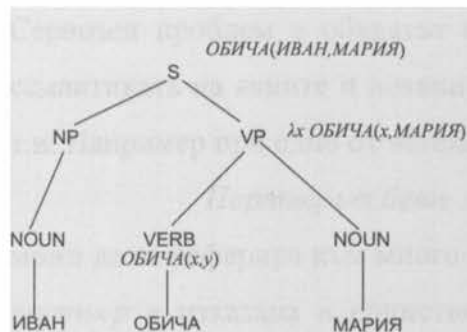 ОБИЧА(ИВАН,МАРИЯ)
S
NP VP λx ОБИЧА(x,МАРИЯ)
NOUN VERB NOUN
ОБИЧА(x,y)
ИВАН ОБИЧА МАРИЯ